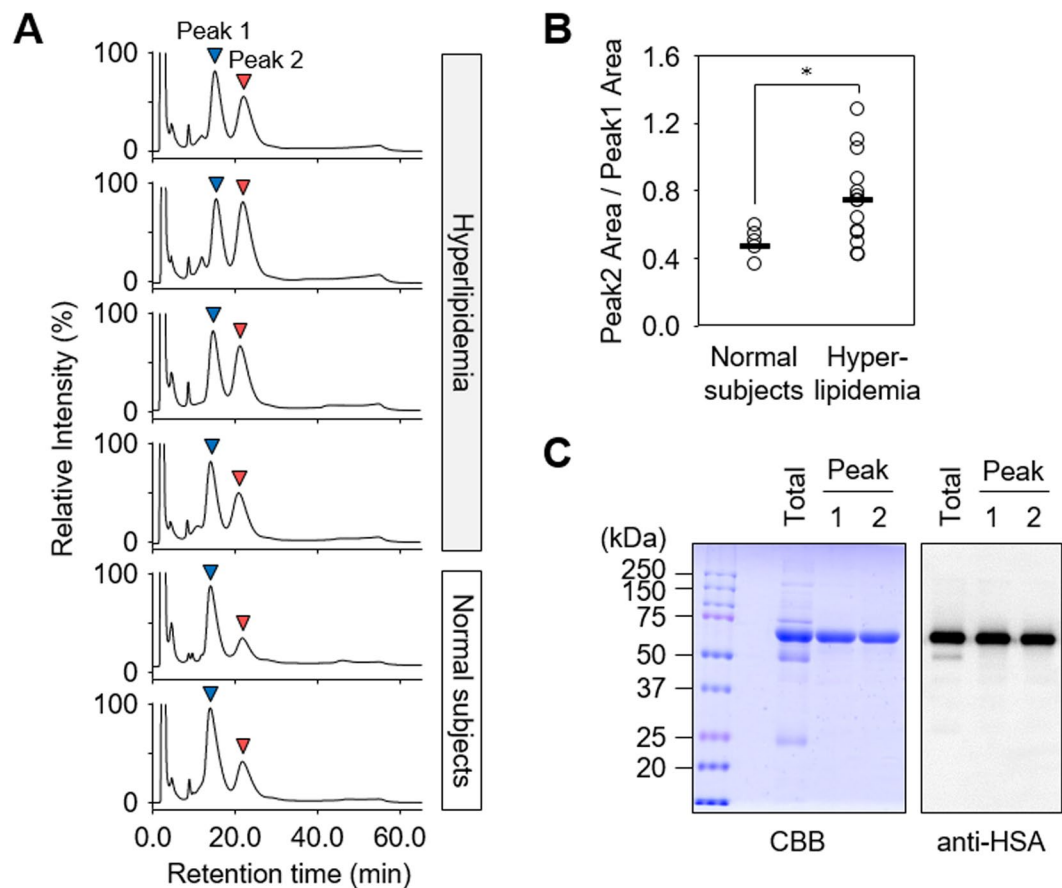 A
Peak 1
Peak 2
Relative Intensity (%)
100
0
100
0
100
0
100
0
100
0
100
0
0.0 20.0 40.0 60.0
Retention time (min)
Hyperlipidemia
Normal subjects
B
Peak2 Area / Peak1 Area
1.6
1.2
0.8
0.4
0.0
*
Normal Hyper-
subjects lipidemia
C
Total Peak Total Peak
1 2 1 2
(kDa)
250
150
75
50
37
25
20
CBB anti-HSA